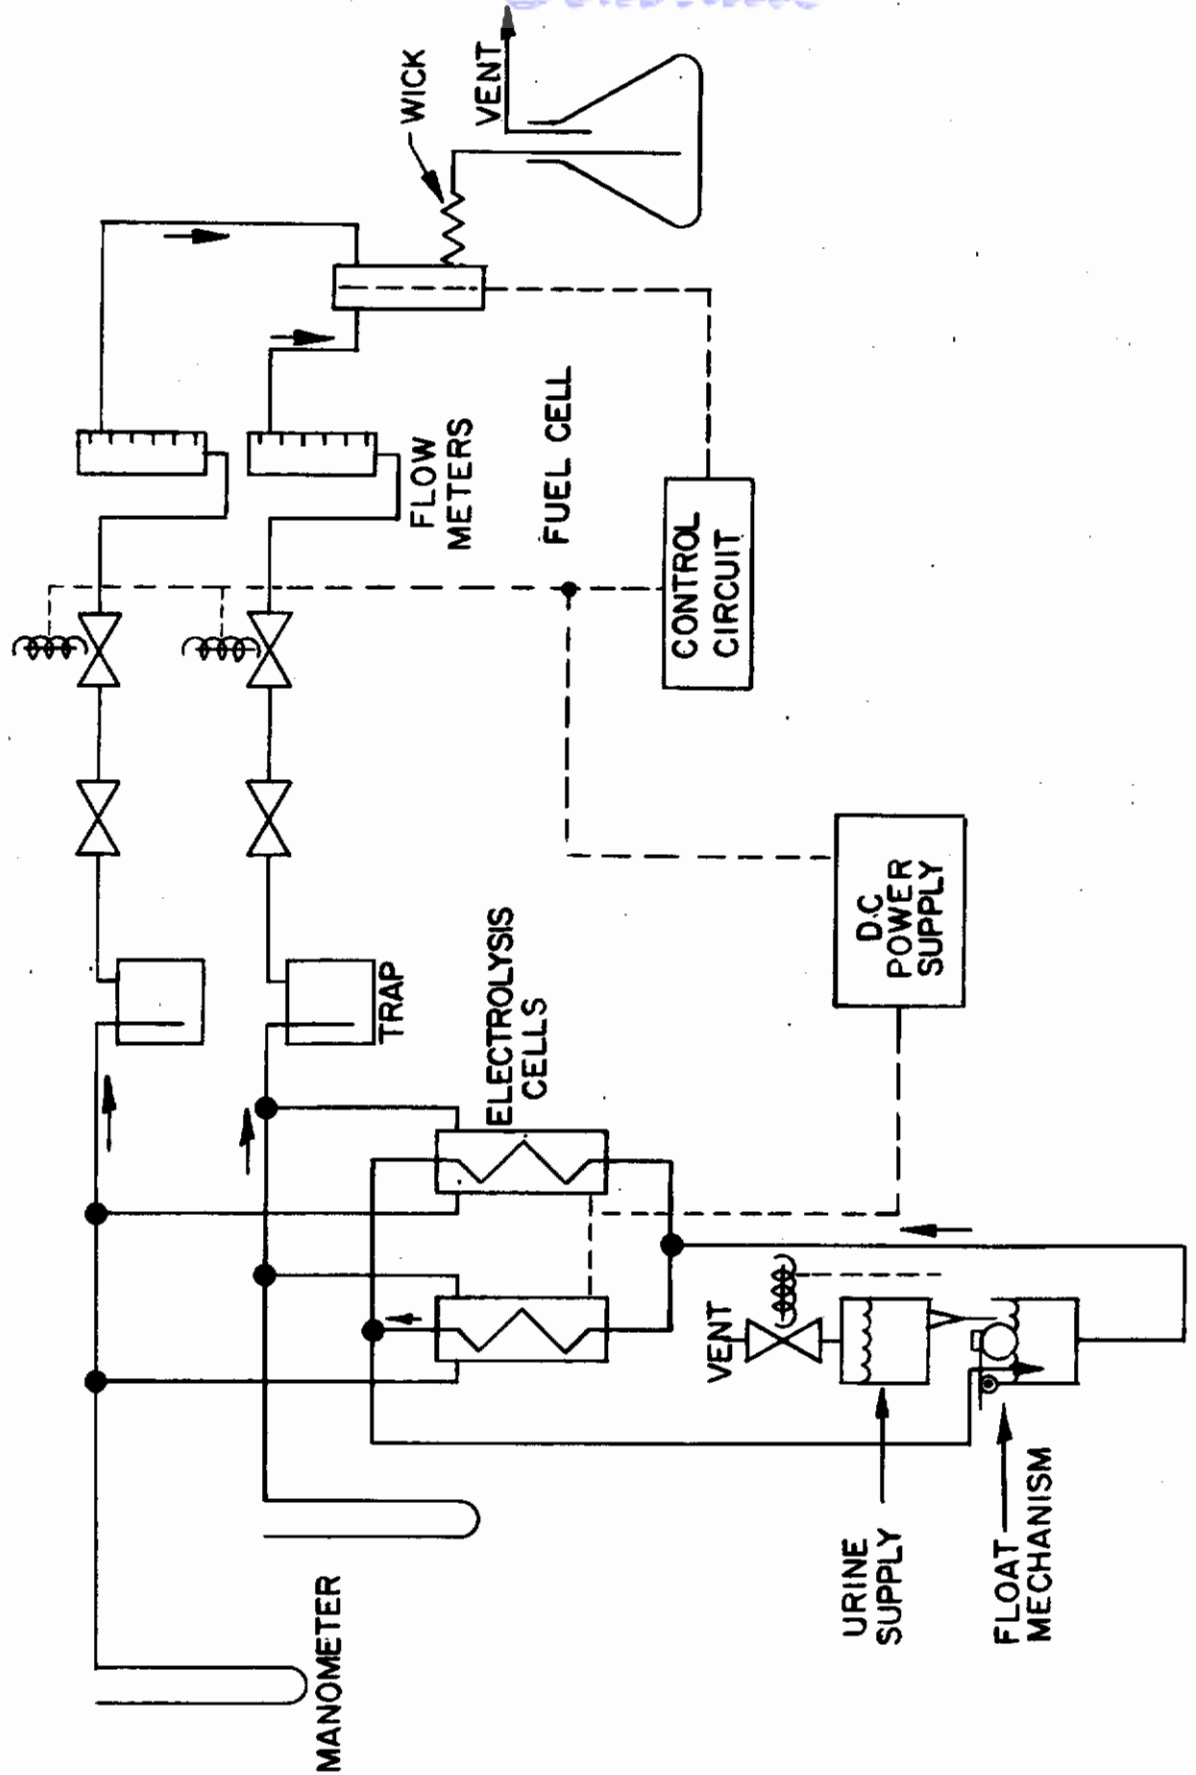 WICK
VENT
FLOW
METERS
FUEL CELL
CONTROL
CIRCUIT
TRAP
ELECTROLYSIS
CELLS
D.C
POWER
SUPPLY
VENT
MANOMETER
URINE
SUPPLY
FLOAT
MECHANISM